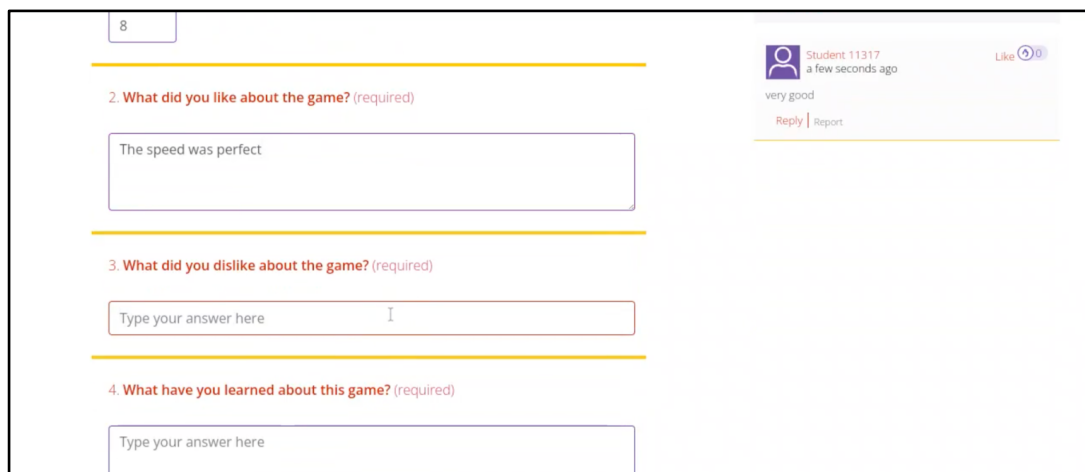 8
2. What did you like about the game? (required)
The speed was perfect
3. What did you dislike about the game? (required)
Type your answer here
4. What have you learned about this game? (required)
Type your answer here
Student 11317
Like 0
a few seconds ago
very good
Reply | Report